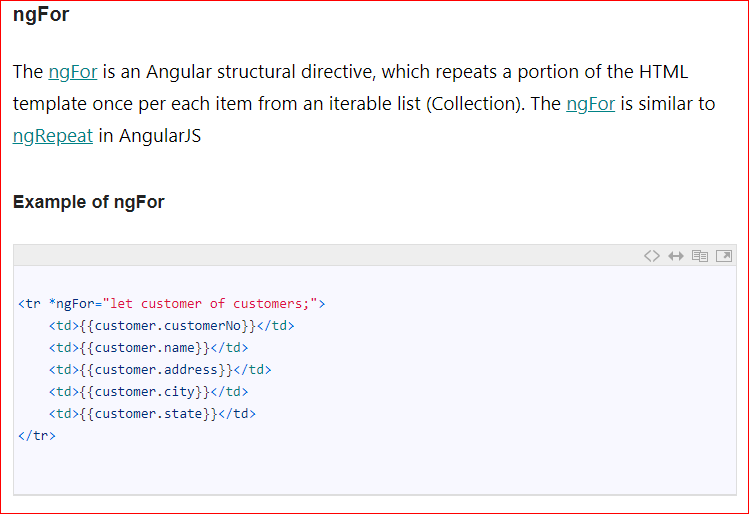 ngFor
The ngFor is an Angular structural directive, which repeats a portion of the HTML
template once per each item from an iterable list (Collection). The ngFor is similar to
ngRepeat in AngularJS
Example of ngFor
<tr *ngFor="let customer of customers;">
    <td>{{customer.customerNo}}</td>
    <td>{{customer.name}}</td>
    <td>{{customer.address}}</td>
    <td>{{customer.city}}</td>
    <td>{{customer.state}}</td>
</tr>